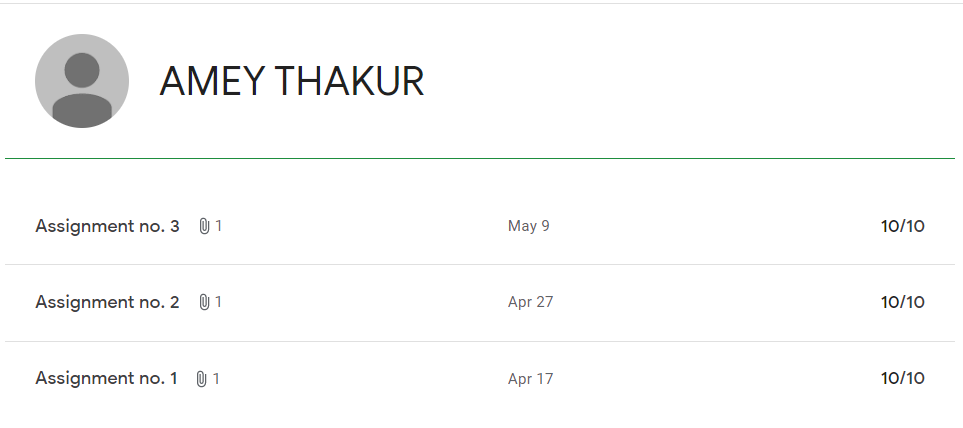 AMEY THAKUR
Assignment no. 3 1 May 9 10/10
Assignment no. 2 1 Apr 27 10/10
Assignment no. 1 1 Apr 17 10/10